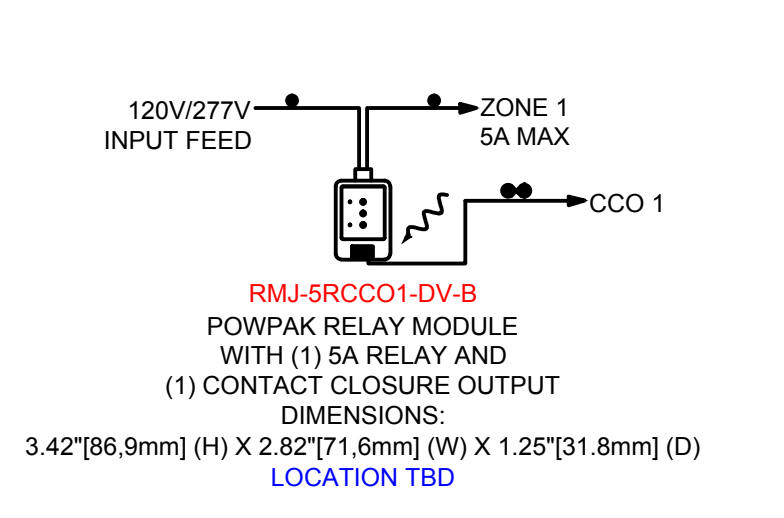 120V/277V
INPUT FEED
ZONE 1
5A MAX
CCO 1
RMJ-5RCCO1-DV-B
POWPAK RELAY MODULE
WITH (1) 5A RELAY AND
(1) CONTACT CLOSURE OUTPUT
DIMENSIONS:
3.42"[86,9mm] (H) X 2.82"[71,6mm] (W) X 1.25"[31.8mm] (D)
LOCATION TBD